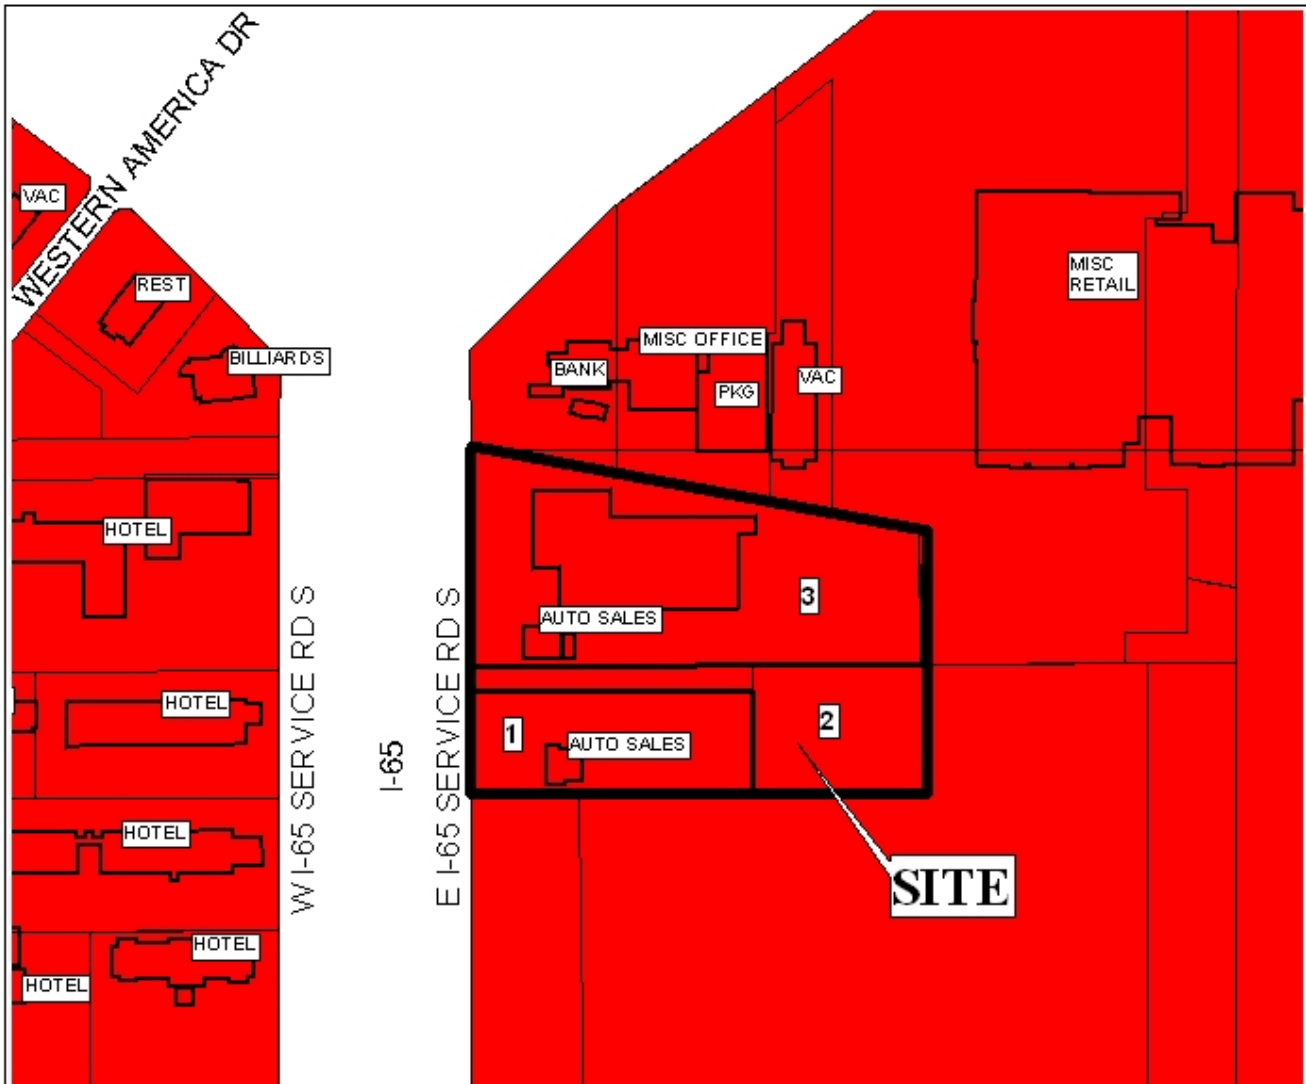 WESTERN AMERICA DR
VAC
REST
BILLIARDS
MISC
RETAIL
MISC OFFICE
BANK
PKG
VAC
HOTEL
3
AUTO SALES
HOTEL
1
AUTO SALES
2
W I-65 SERVICE RD S
I-65
E I-65 SERVICE RD S
HOTEL
SITE
HOTEL
HOTEL